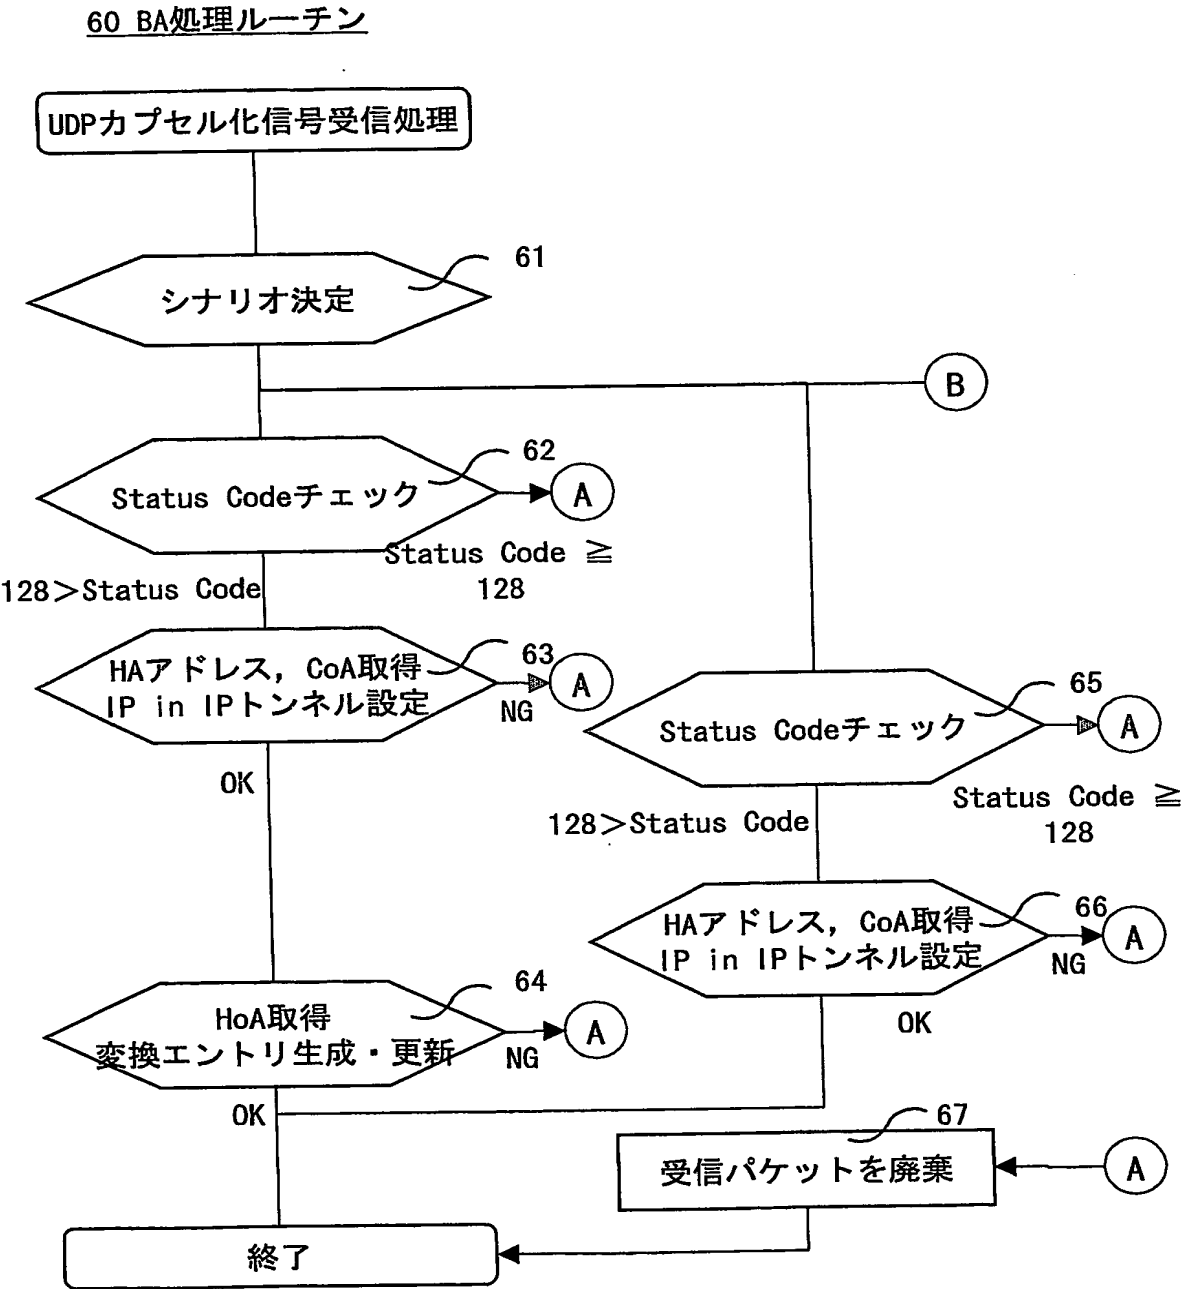 60 BA処理ルーチン
UDPカプセル化信号受信処理
61
シナリオ決定
B
62
Status Codeチェック
A
Status Code ≧
128
128＞Status Code
63
HAアドレス，CoA取得
IP in IPトンネル設定
A
NG
OK
65
Status Codeチェック
A
Status Code ≧
128
128＞Status Code
66
HAアドレス，CoA取得
IP in IPトンネル設定
A
NG
OK
64
HoA取得
変換エントリ生成・更新
A
NG
OK
67
受信パケットを廃棄
A
終了